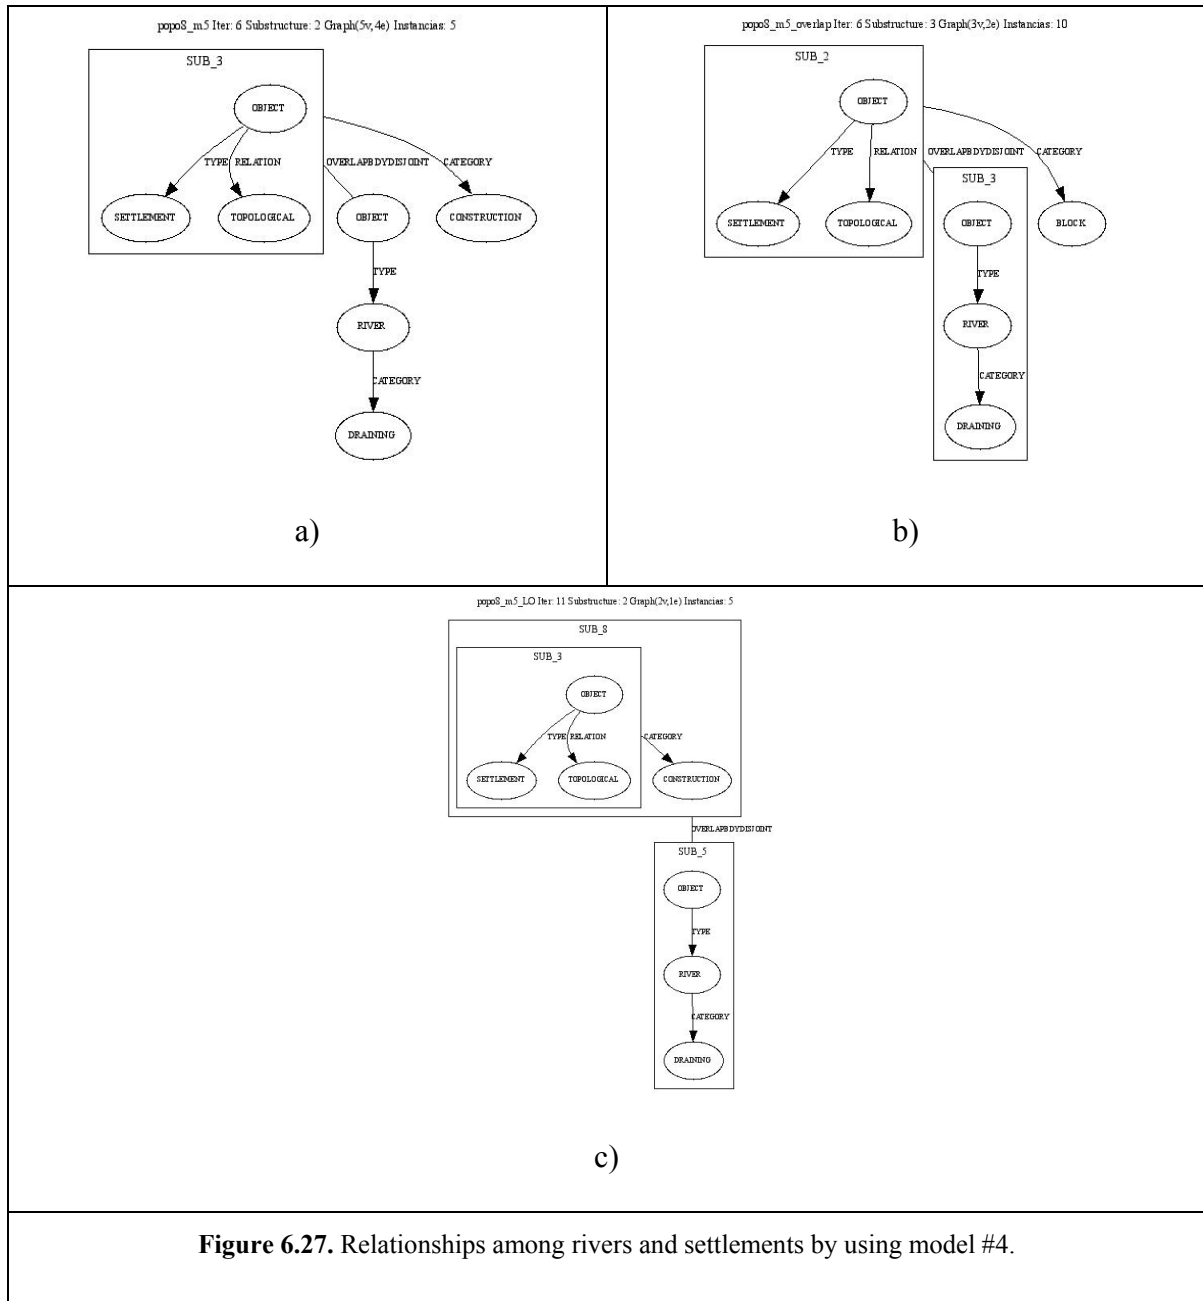 popo8_m5 Iter: 6 Substructure: 2 Graph(5v,4e) Instancias: 5
SUB_3
OBJECT
TYPE RELATION OVERLAPBDYDISJOINT CATEGORY
SETTLEMENT TOPOLOGICAL OBJECT CONSTRUCTION
TYPE
RIVER
CATEGORY
DRAINING
a)
popo8_m5_overlap Iter: 6 Substructure: 3 Graph(3v,2e) Instancias: 10
SUB_2
OBJECT
TYPE RELATION OVERLAPBDYDISJOINT CATEGORY
SUB_3
SETTLEMENT TOPOLOGICAL OBJECT BLOCK
TYPE
RIVER
CATEGORY
DRAINING
b)
popo8_m5_LO Iter: 11 Substructure: 2 Graph(2v,1e) Instancias: 5
SUB_8
SUB_3
OBJECT
TYPE RELATION CATEGORY
SETTLEMENT TOPOLOGICAL CONSTRUCTION
OVERLAPBDYDISJOINT
SUB_5
OBJECT
TYPE
RIVER
CATEGORY
DRAINING
c)
Figure 6.27. Relationships among rivers and settlements by using model #4.